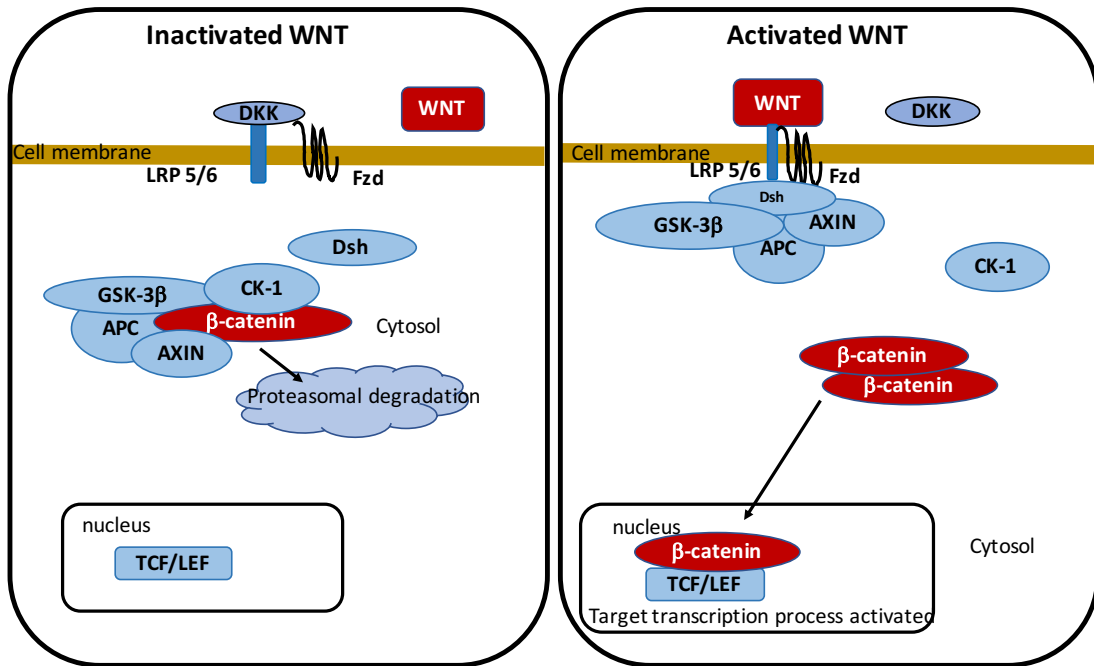 Inactivated WNT
DKK
WNT
Cell membrane
LRP 5/6
Fzd
Dsh
GSK-3β
CK-1
APC
β-catenin
AXIN
Cytosol
Proteasomal degradation
nucleus
TCF/LEF
Activated WNT
WNT
DKK
Cell membrane
LRP 5/6
Fzd
Dsh
GSK-3β
AXIN
APC
CK-1
β-catenin
β-catenin
nucleus
β-catenin
TCF/LEF
Target transcription process activated
Cytosol